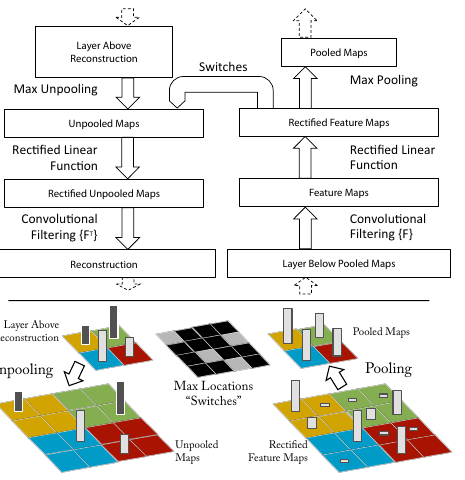 Layer Above
Reconstruction
Pooled Maps
Switches
Max Unpooling
Max Pooling
Unpooled Maps
Rectified Feature Maps
Rectified Linear
Function
Rectified Linear
Function
Rectified Unpooled Maps
Feature Maps
Convolutional
Filtering {Fᵀ}
Convolutional
Filtering {F}
Reconstruction
Layer Below Pooled Maps
Layer Above
econstruction
Pooled Maps
npooling
Max Locations
“Switches”
Pooling
Unpooled
Maps
Rectified
Feature Maps